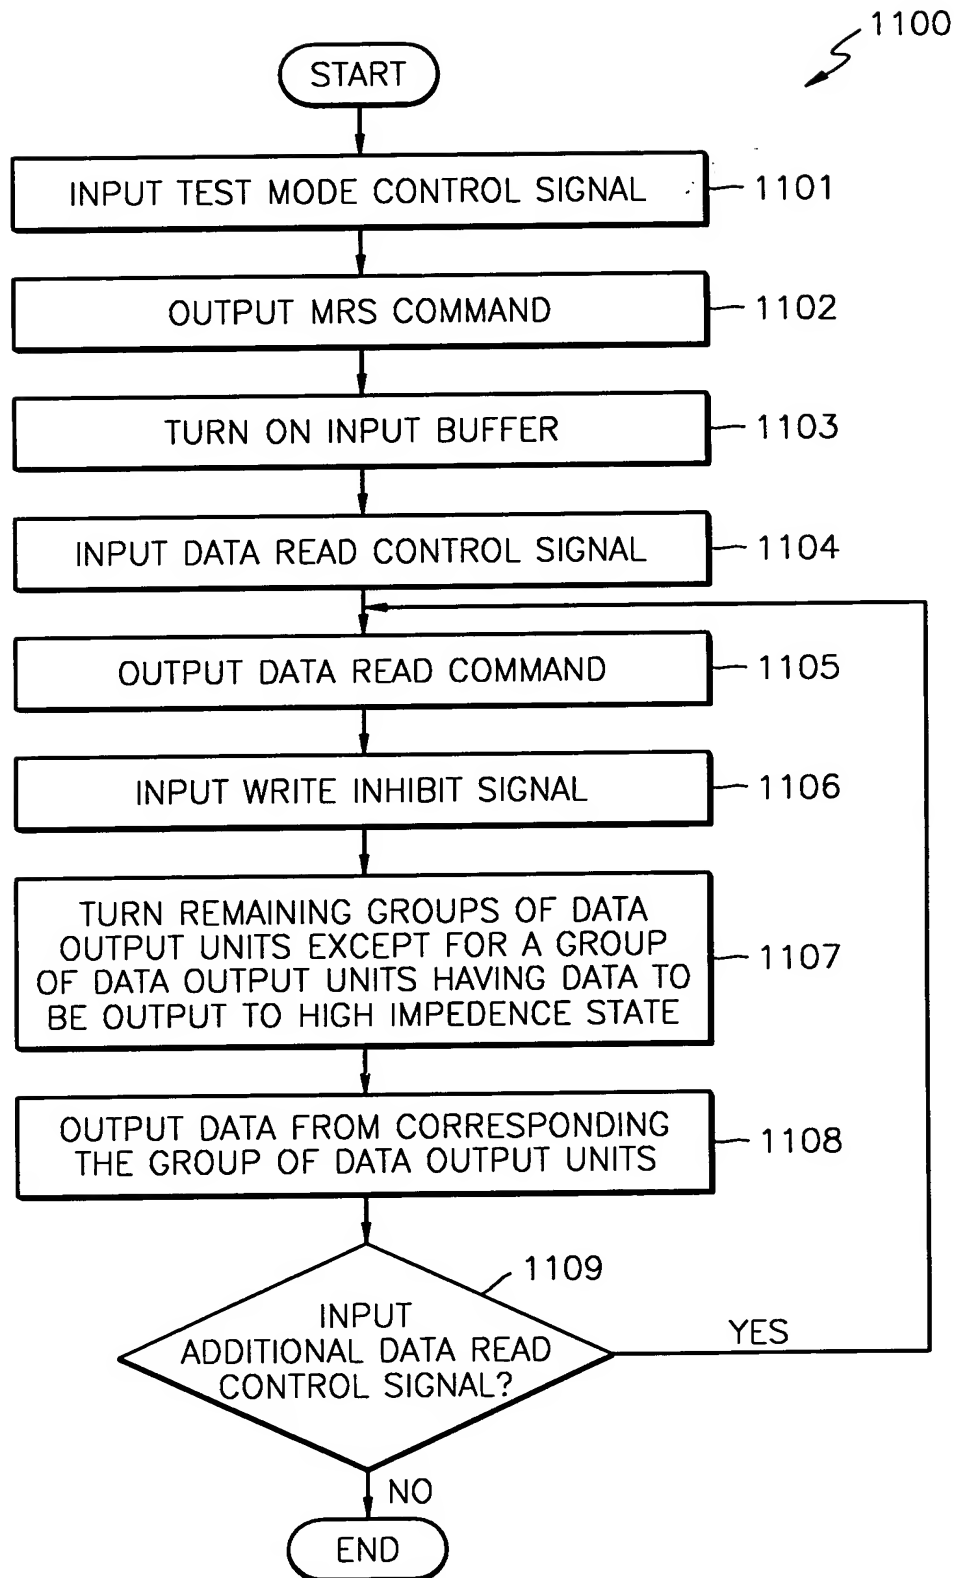 1100
START
INPUT TEST MODE CONTROL SIGNAL
1101
OUTPUT MRS COMMAND
1102
TURN ON INPUT BUFFER
1103
INPUT DATA READ CONTROL SIGNAL
1104
OUTPUT DATA READ COMMAND
1105
INPUT WRITE INHIBIT SIGNAL
1106
TURN REMAINING GROUPS OF DATA
OUTPUT UNITS EXCEPT FOR A GROUP
OF DATA OUTPUT UNITS HAVING DATA TO
BE OUTPUT TO HIGH IMPEDENCE STATE
1107
OUTPUT DATA FROM CORRESPONDING
THE GROUP OF DATA OUTPUT UNITS
1108
1109
INPUT
ADDITIONAL DATA READ
CONTROL SIGNAL?
YES
NO
END